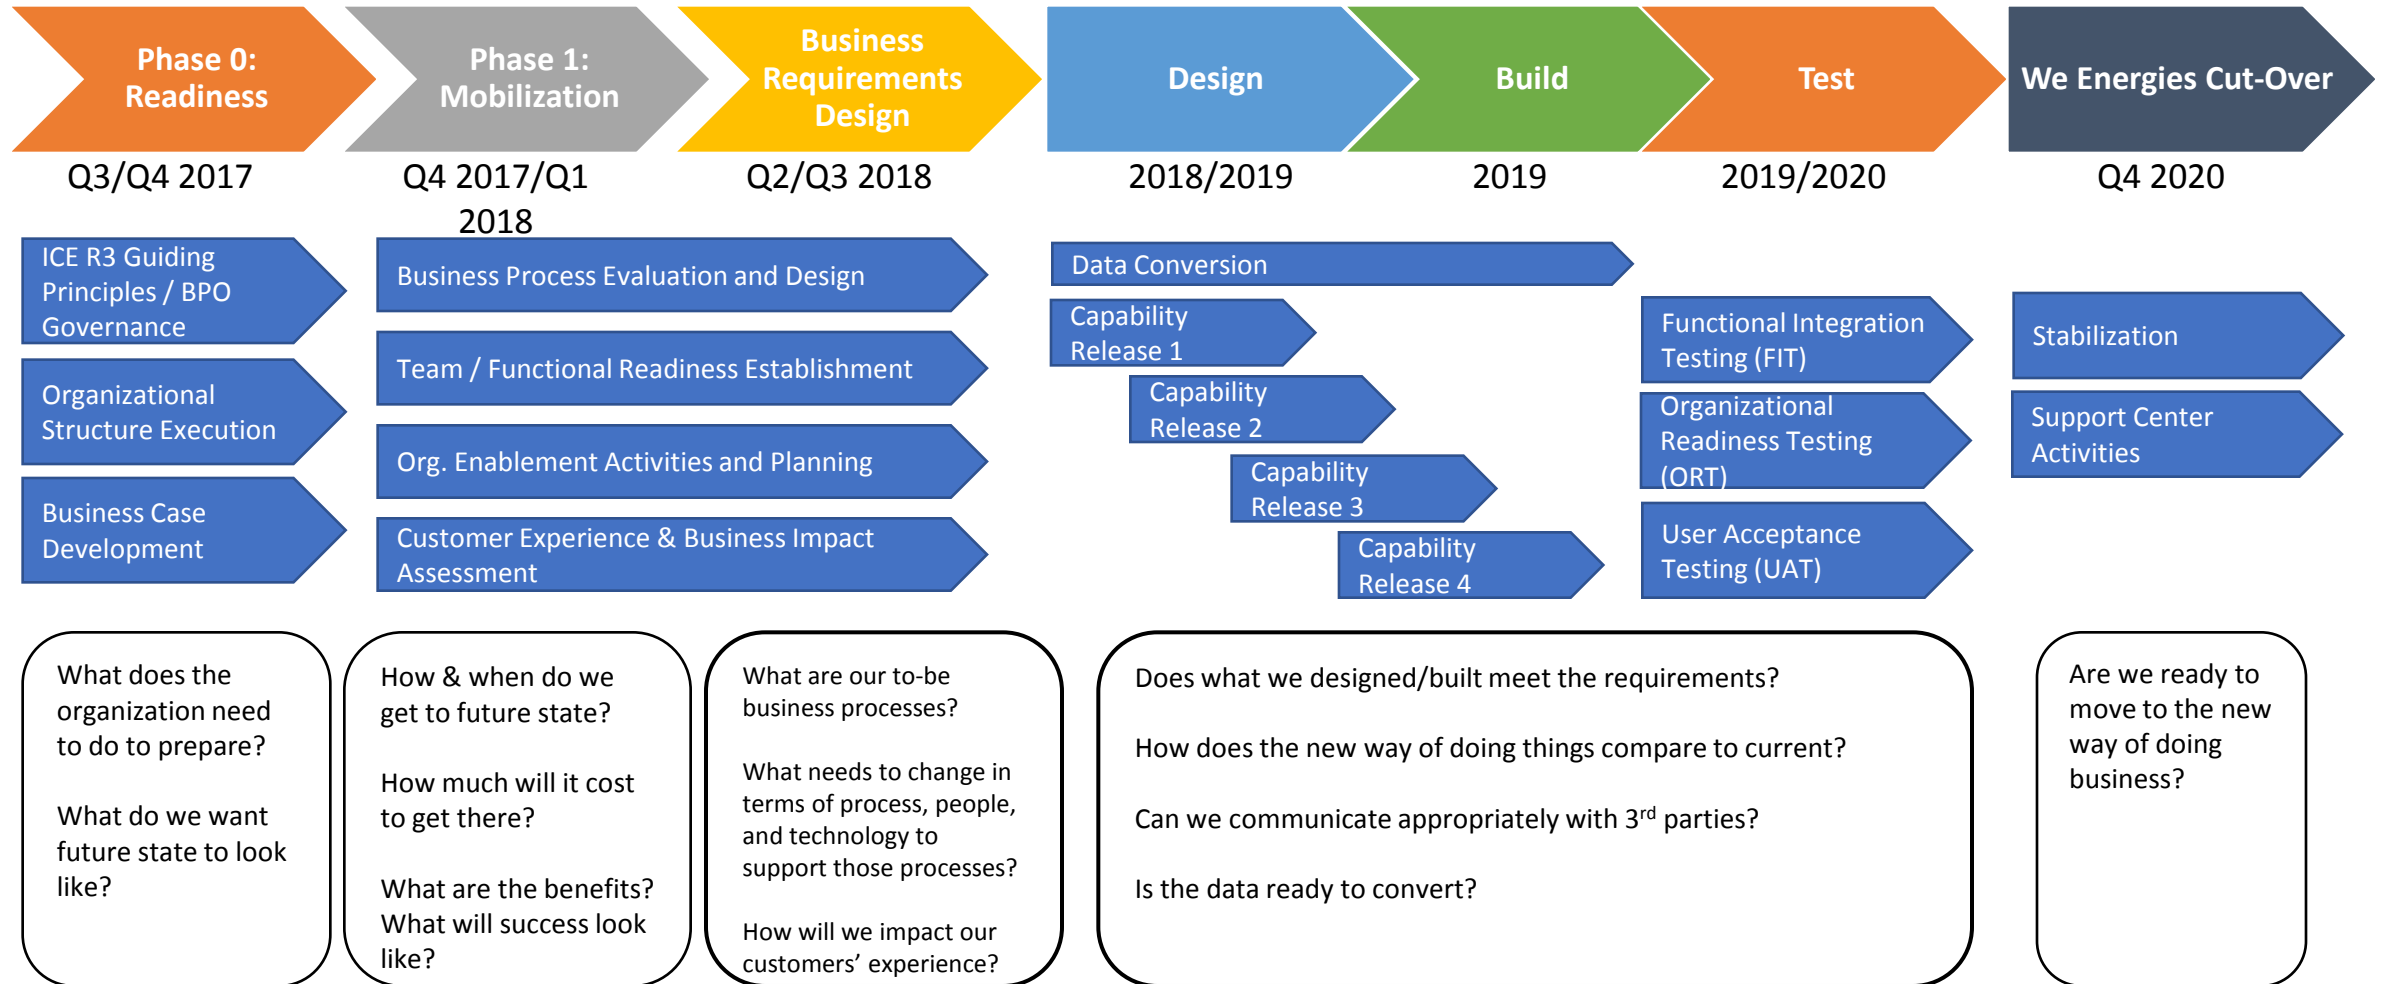 Phase 0:
Readiness
Phase 1:
Mobilization
Business
Requirements
Design
Design
Build
Test
We Energies Cut-Over
Q3/Q4 2017
Q4 2017/Q1
2018
Q2/Q3 2018
2018/2019
2019
2019/2020
Q4 2020
ICE R3 Guiding
Principles / BPO
Governance
Organizational
Structure Execution
Business Case
Development
Business Process Evaluation and Design
Team / Functional Readiness Establishment
Org. Enablement Activities and Planning
Customer Experience & Business Impact
Assessment
Data Conversion
Capability
Release 1
Capability
Release 2
Capability
Release 3
Capability
Release 4
Functional Integration
Testing (FIT)
Organizational
Readiness Testing
(ORT)
User Acceptance
Testing (UAT)
Stabilization
Support Center
Activities
What does the
organization need
to do to prepare?
What do we want
future state to look
like?
How & when do we
get to future state?
How much will it cost
to get there?
What are the benefits?
What will success look
like?
What are our to-be
business processes?
What needs to change in
terms of process, people,
and technology to
support those processes?
How will we impact our
customers’ experience?
Does what we designed/built meet the requirements?
How does the new way of doing things compare to current?
Can we communicate appropriately with 3rd parties?
Is the data ready to convert?
Are we ready to
move to the new
way of doing
business?